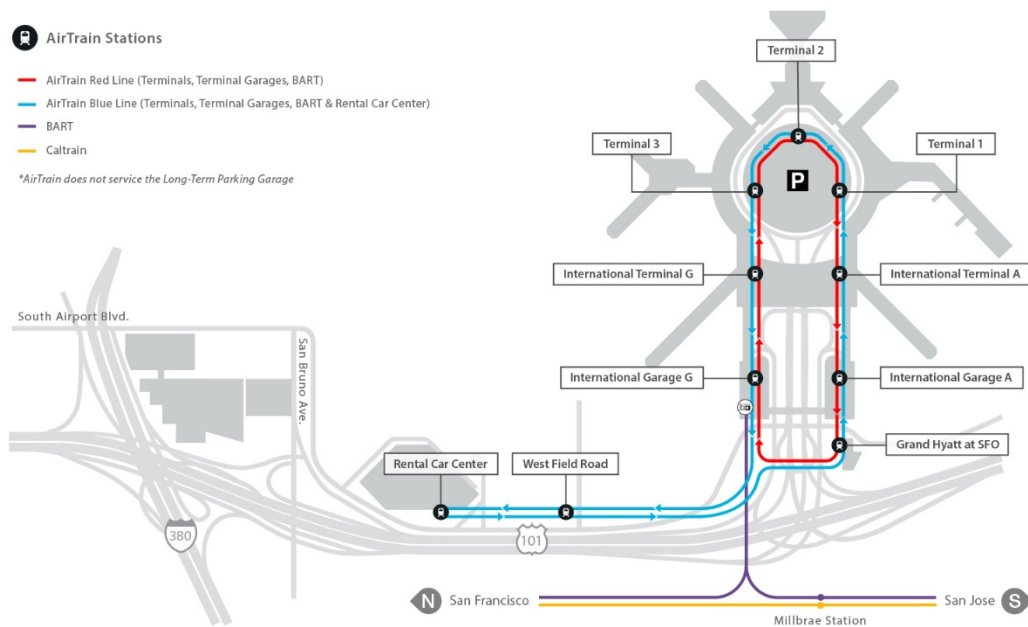 AirTrain Stations
AirTrain Red Line (Terminals, Terminal Garages, BART)
AirTrain Blue Line (Terminals, Terminal Garages, BART & Rental Car Center)
BART
Caltrain
*AirTrain does not service the Long-Term Parking Garage
Terminal 2
Terminal 3
Terminal 1
P
International Terminal G
International Terminal A
South Airport Blvd.
San Bruno Ave.
International Garage G
International Garage A
Grand Hyatt at SFO
Rental Car Center
West Field Road
380
101
N
San Francisco
San Jose
S
Millbrae Station